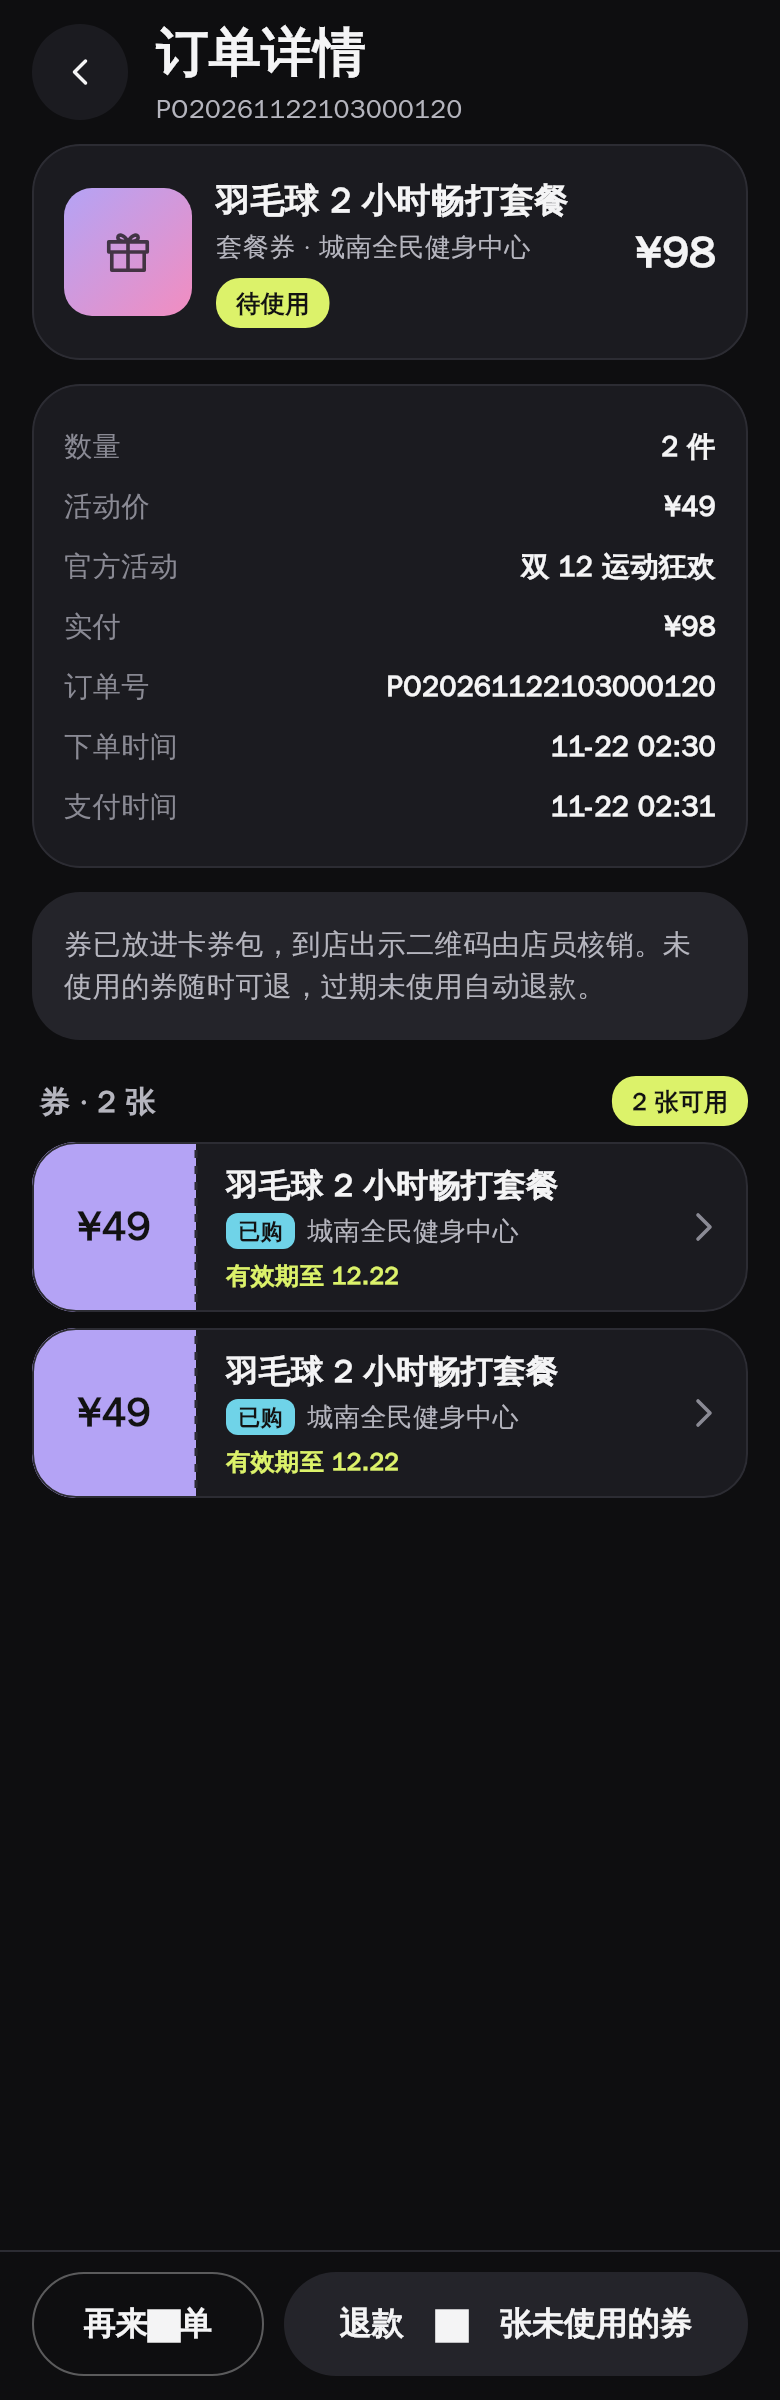 订单详情
PO202611221030001​20
羽毛球 2 小时畅打套餐
套餐券 · 城南全民健身中心
¥98
待使用
数量 2 件
活动价 ¥49
官方活动 双 12 运动狂欢
实付 ¥98
订单号 PO20261122103000120
下单时间 11-22 02:30
支付时间 11-22 02:31
券已放进卡券包，到店出示二维码由店员核销。未
使用的券随时可退，过期未使用自动退款。
券 · 2 张 2 张可用
¥49
羽毛球 2 小时畅打套餐
已购 城南全民健身中心
有效期至 12.22
¥49
羽毛球 2 小时畅打套餐
已购 城南全民健身中心
有效期至 12.22
再来 单
退款 张未使用的券